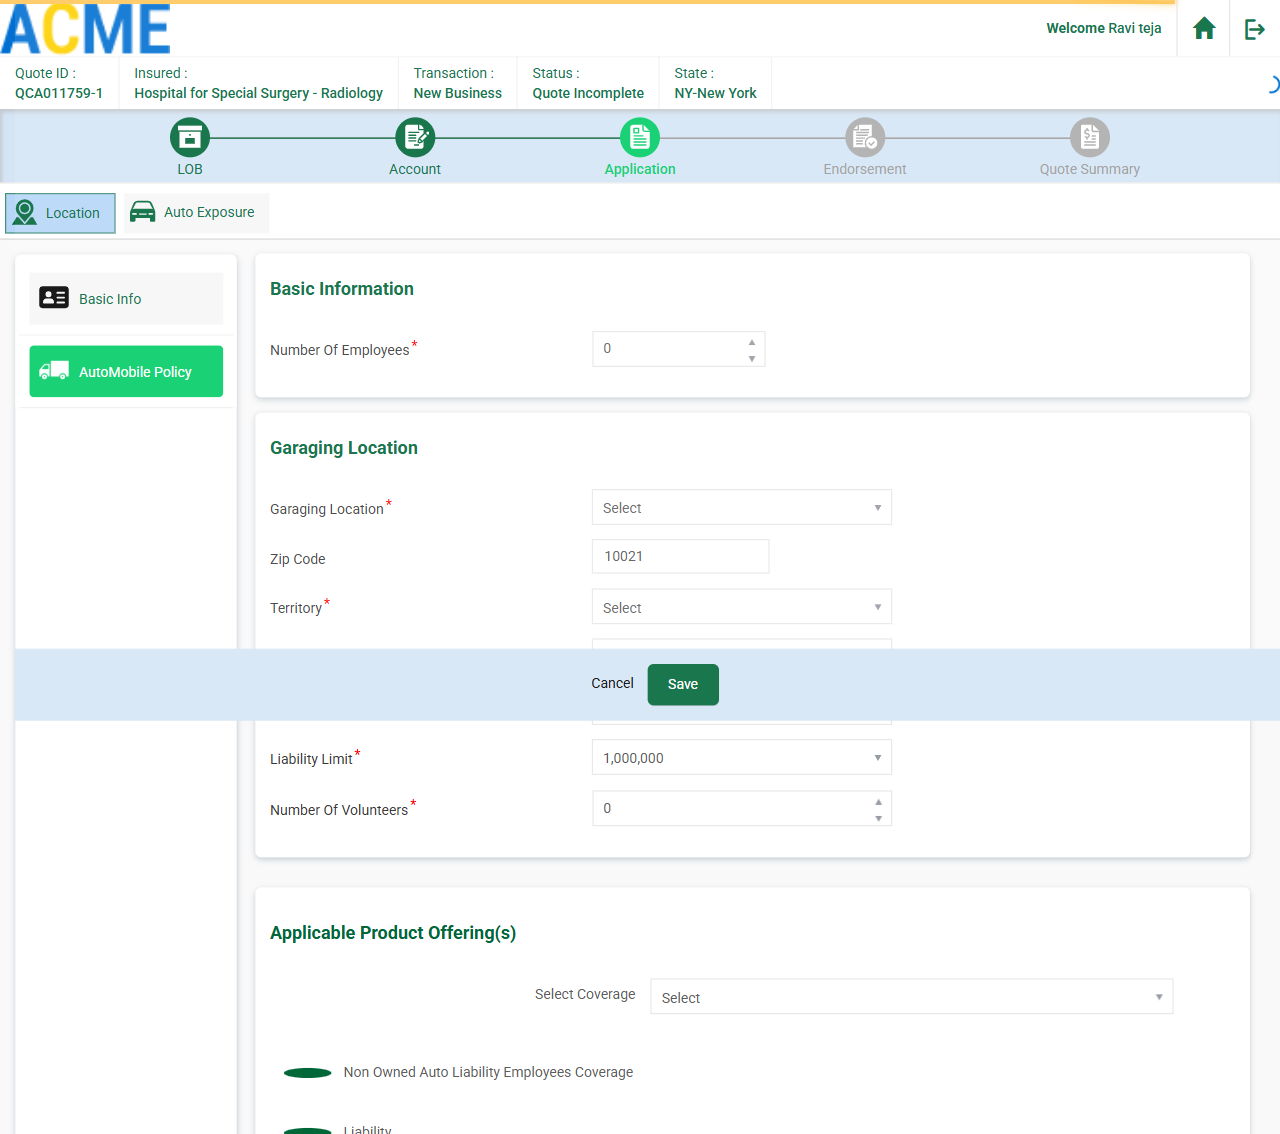 ACME
Welcome Ravi teja
Quote ID :
QCA011759-1
Insured :
Hospital for Special Surgery - Radiology
Transaction :
New Business
Status :
Quote Incomplete
State :
NY-New York
LOB
Account
Application
Endorsement
Quote Summary
Location
Auto Exposure
Basic Info
AutoMobile Policy
Basic Information
Number Of Employees*
0
Garaging Location
Garaging Location*
Select
Zip Code
10021
Territory*
Select
Cancel
Save
Liability Limit*
1,000,000
Number Of Volunteers*
0
Applicable Product Offering(s)
Select Coverage
Select
Non Owned Auto Liability Employees Coverage
Liability